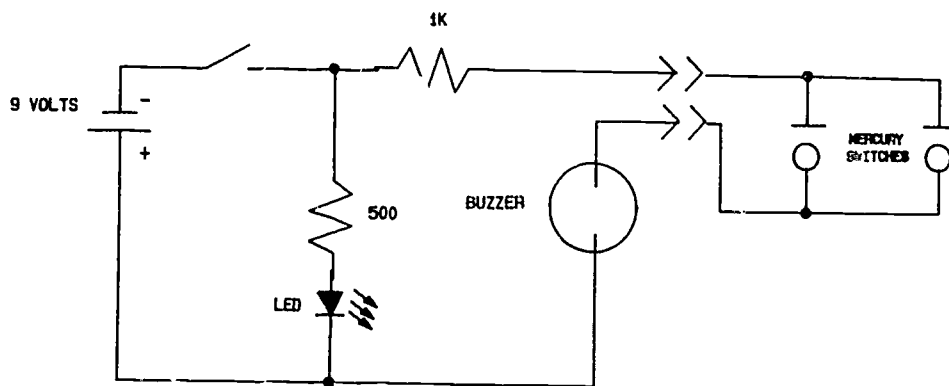 1K
9 VOLTS
-
+
MERCURY
SWITCHES
BUZZER
500
LED